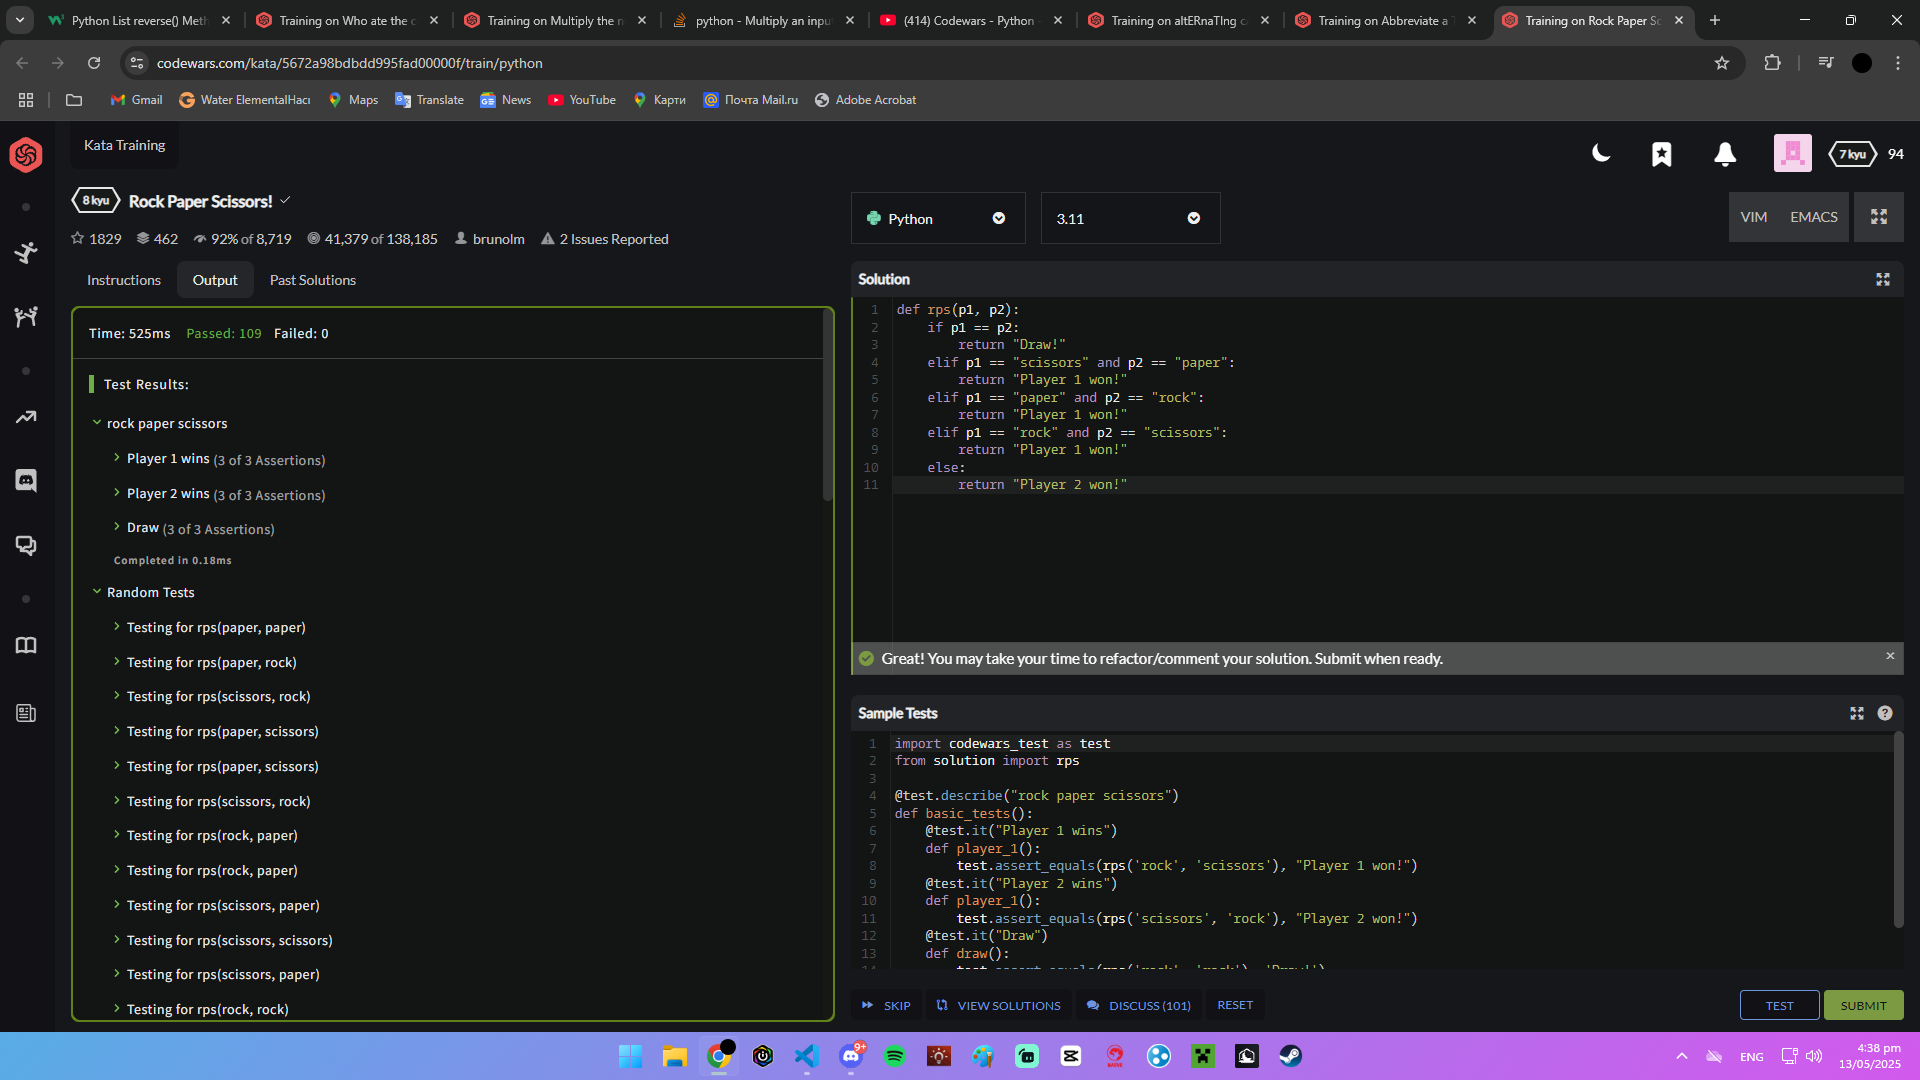 Python List reverse() Meth
Training on Who ate the c
Training on Multiply the n
python - Multiply an inpu
(414) Codewars - Python
Training on altERnaTIng c
Training on Abbreviate a T
Training on Rock Paper Sc
codewars.com/kata/5672a98bdbdd995fad00000f/train/python
Gmail
Water ElementalHacı
Maps
Translate
News
YouTube
Карти
Почта Mail.ru
Adobe Acrobat
Kata Training
7 kyu
94
8 kyu
Rock Paper Scissors!
1829
462
92% of 8,719
41,379 of 138,185
brunolm
2 Issues Reported
Python
3.11
VIM
EMACS
Instructions
Output
Past Solutions
Time: 525ms Passed: 109 Failed: 0
Test Results:
rock paper scissors
Player 1 wins (3 of 3 Assertions)
Player 2 wins (3 of 3 Assertions)
Draw (3 of 3 Assertions)
Completed in 0.18ms
Random Tests
Testing for rps(paper, paper)
Testing for rps(paper, rock)
Testing for rps(scissors, rock)
Testing for rps(paper, scissors)
Testing for rps(paper, scissors)
Testing for rps(scissors, rock)
Testing for rps(rock, paper)
Testing for rps(rock, paper)
Testing for rps(scissors, paper)
Testing for rps(scissors, scissors)
Testing for rps(scissors, paper)
Testing for rps(rock, rock)
Solution
1 def rps(p1, p2):
2 if p1 == p2:
3 return "Draw!"
4 elif p1 == "scissors" and p2 == "paper":
5 return "Player 1 won!"
6 elif p1 == "paper" and p2 == "rock":
7 return "Player 1 won!"
8 elif p1 == "rock" and p2 == "scissors":
9 return "Player 1 won!"
10 else:
11 return "Player 2 won!"
Great! You may take your time to refactor/comment your solution. Submit when ready.
Sample Tests
1 import codewars_test as test
2 from solution import rps
3
4 @test.describe("rock paper scissors")
5 def basic_tests():
6 @test.it("Player 1 wins")
7 def player_1():
8 test.assert_equals(rps('rock', 'scissors'), "Player 1 won!")
9 @test.it("Player 2 wins")
10 def player_1():
11 test.assert_equals(rps('scissors', 'rock'), "Player 2 won!")
12 @test.it("Draw")
13 def draw():
14 test.assert_equals(rps('rock', 'rock'), 'Draw!')
SKIP
VIEW SOLUTIONS
DISCUSS (101)
RESET
TEST
SUBMIT
9+
ENG
4:38 pm
13/05/2025